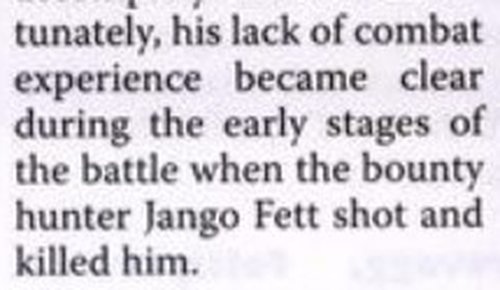 tunately, his lack of combat
experience became clear
during the early stages of
the battle when the bounty
hunter Jango Fett shot and
killed him.